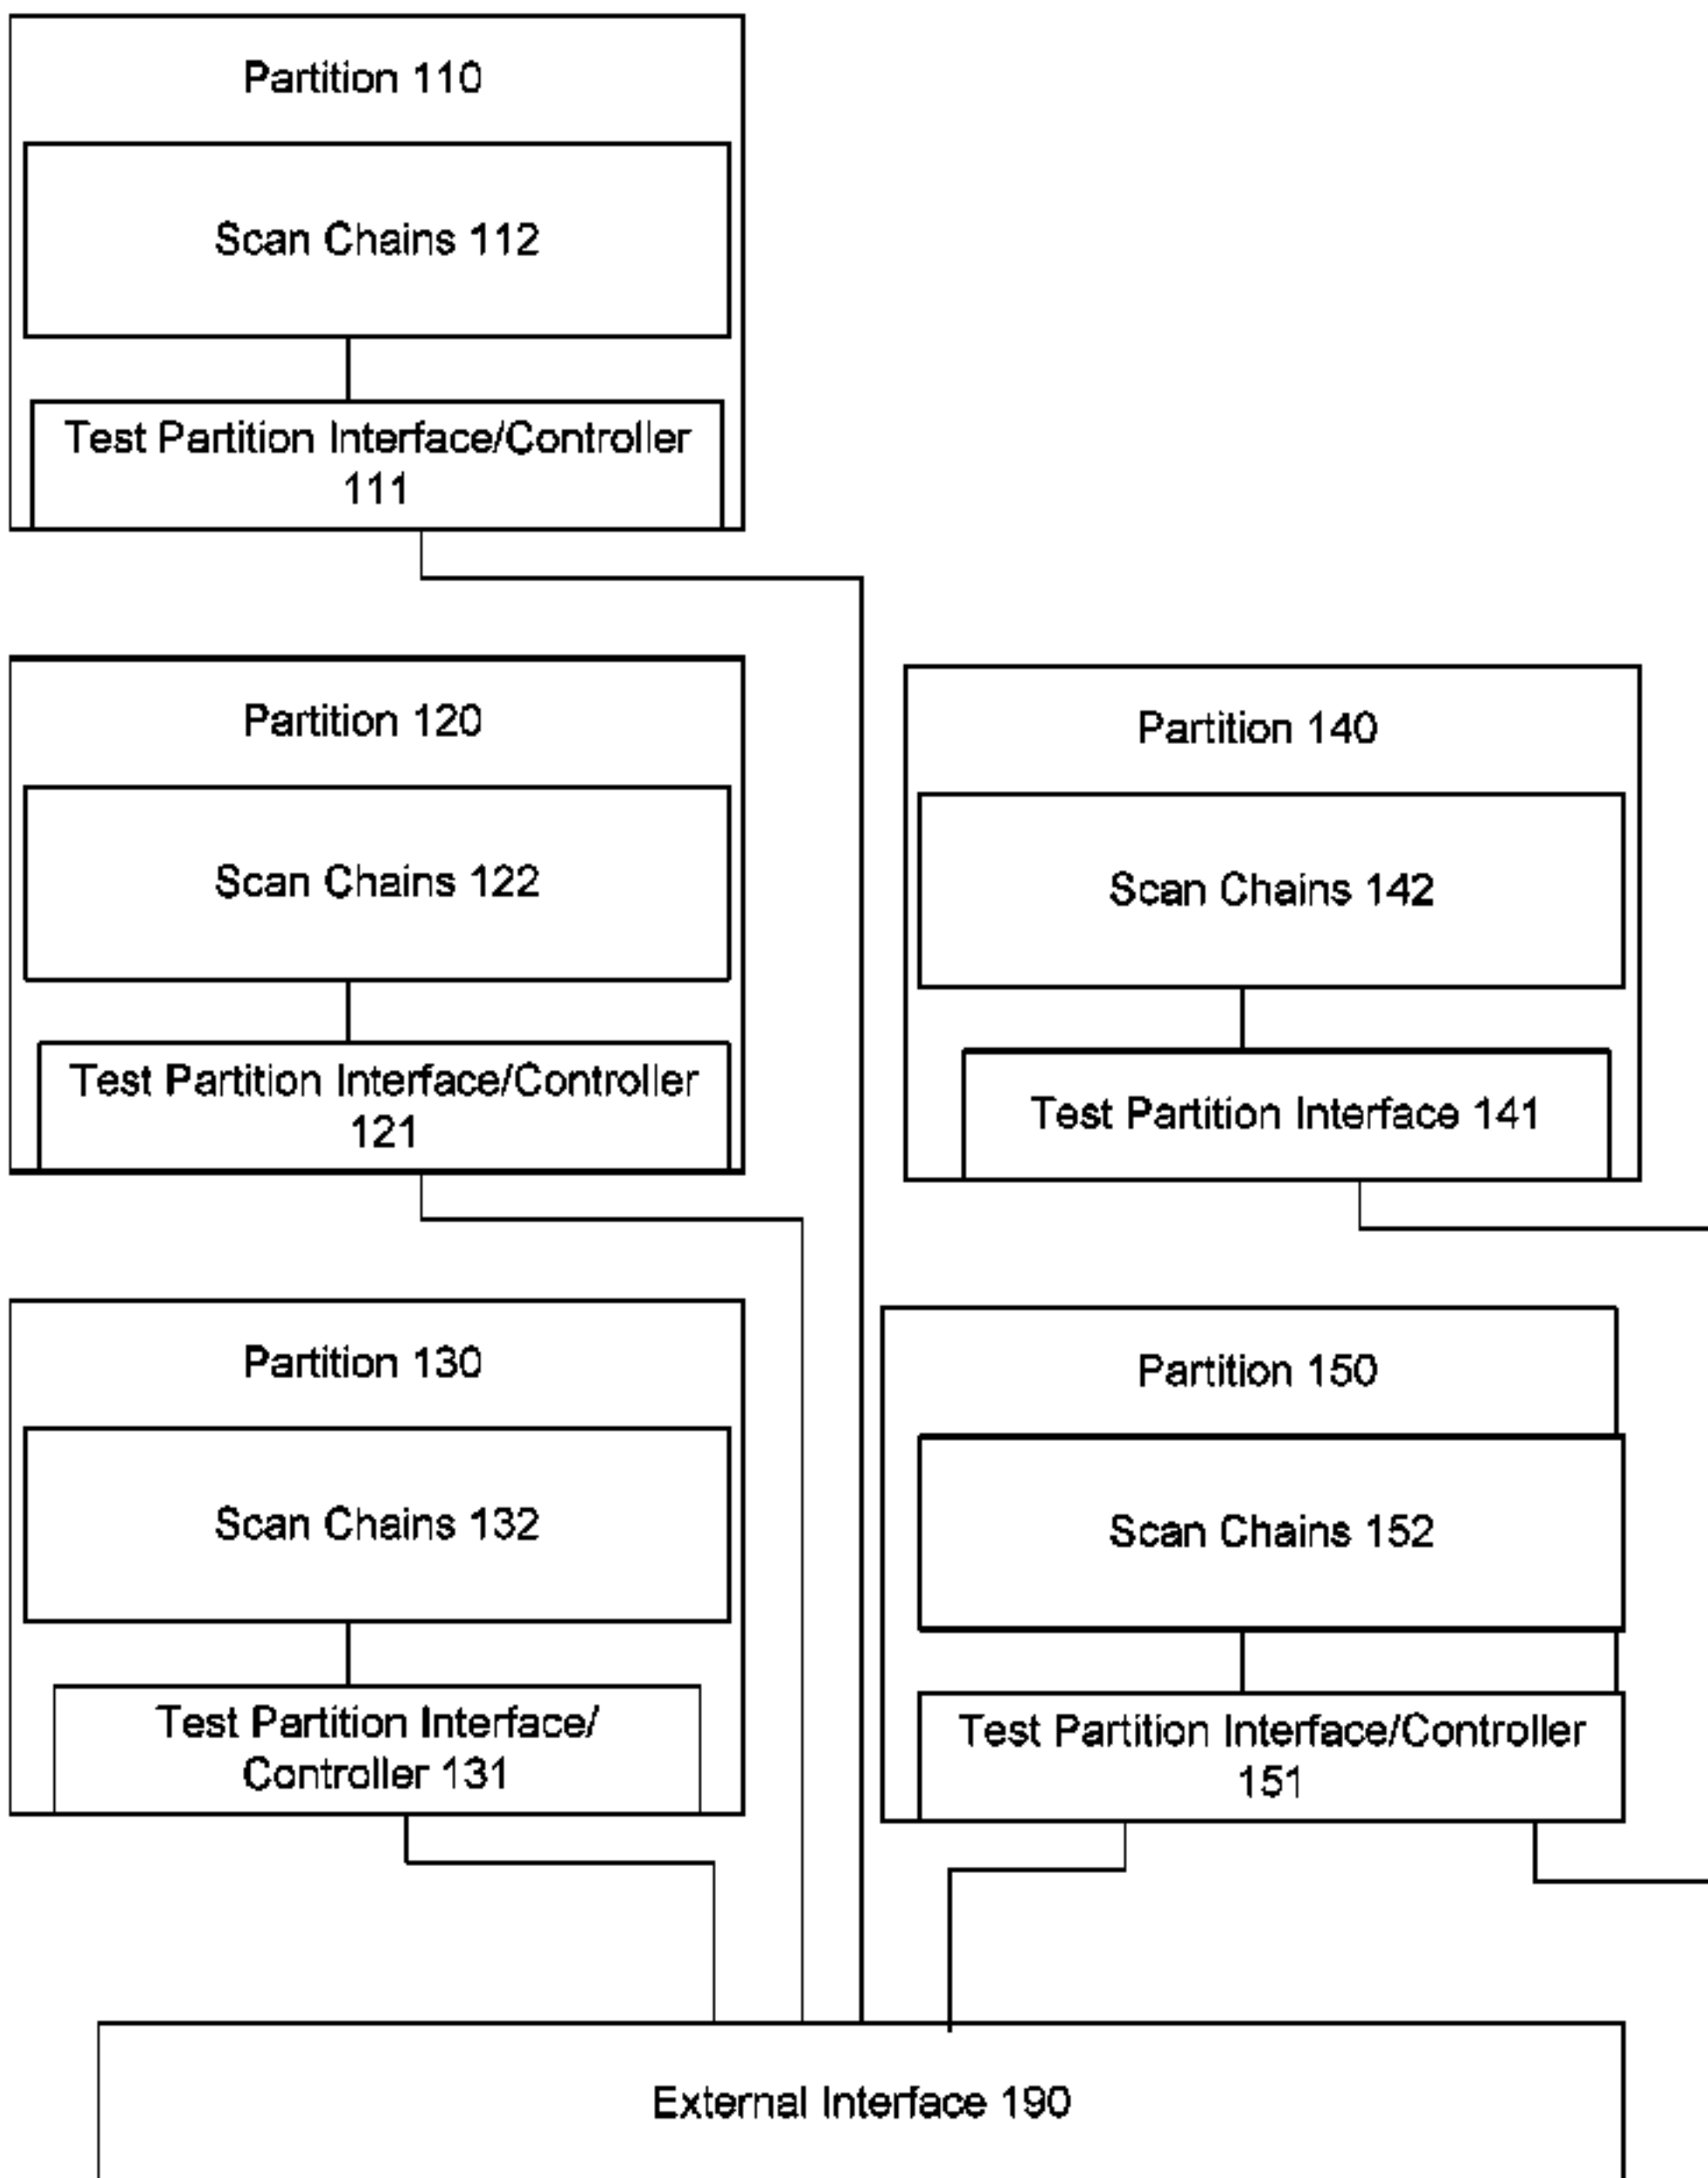 Partition 110
Scan Chains 112
Test Partition Interface/Controller
111
Partition 120
Scan Chains 122
Test Partition Interface/Controller
121
Partition 130
Scan Chains 132
Test Partition Interface/
Controller 131
Partition 140
Scan Chains 142
Test Partition Interface 141
Partition 150
Scan Chains 152
Test Partition Interface/Controller
151
External Interface 190